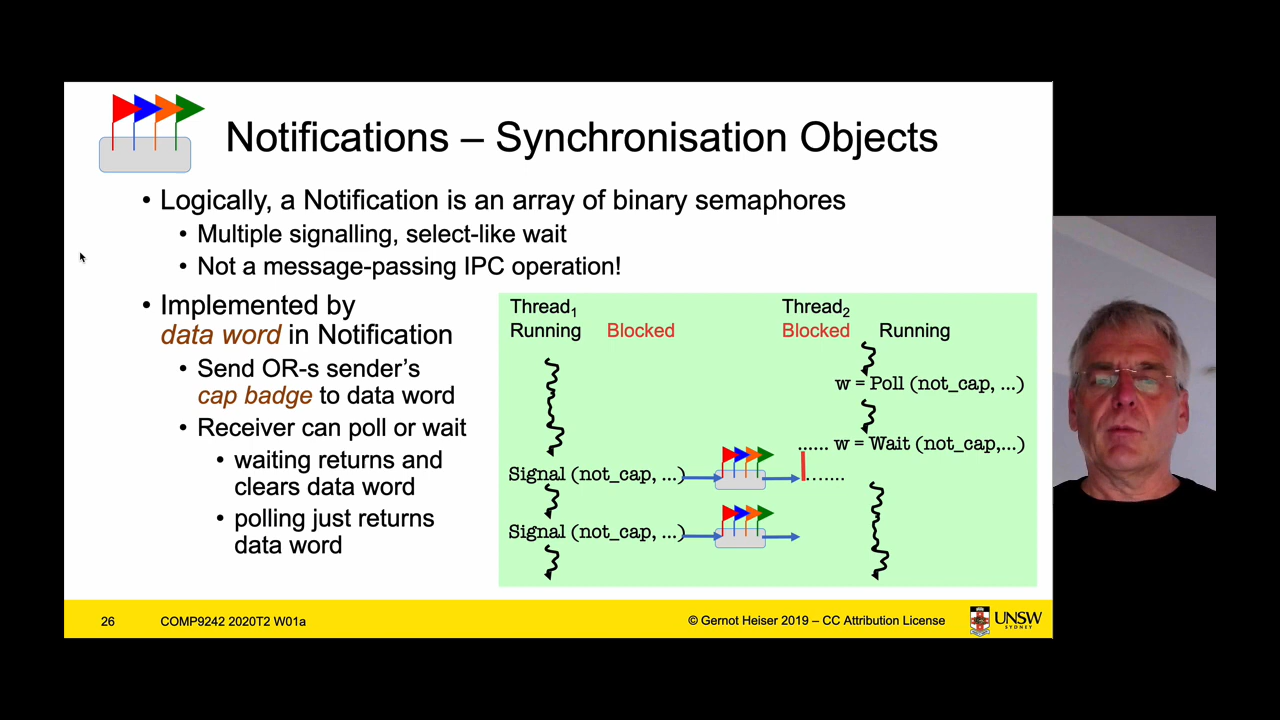 Notifications – Synchronisation Objects
• Logically, a Notification is an array of binary semaphores
• Multiple signalling, select-like wait
• Not a message-passing IPC operation!
• Implemented by
data word in Notification
• Send OR-s sender's
cap badge to data word
• Receiver can poll or wait
• waiting returns and
clears data word
• polling just returns
data word
Thread1
Running Blocked
Thread2
Blocked Running
w = Poll (not_cap, ...)
...... w = Wait (not_cap,...)
Signal (not_cap, ...) .......
Signal (not_cap, ...)
26 COMP9242 2020T2 W01a © Gernot Heiser 2019 – CC Attribution License UNSW
SYDNEY